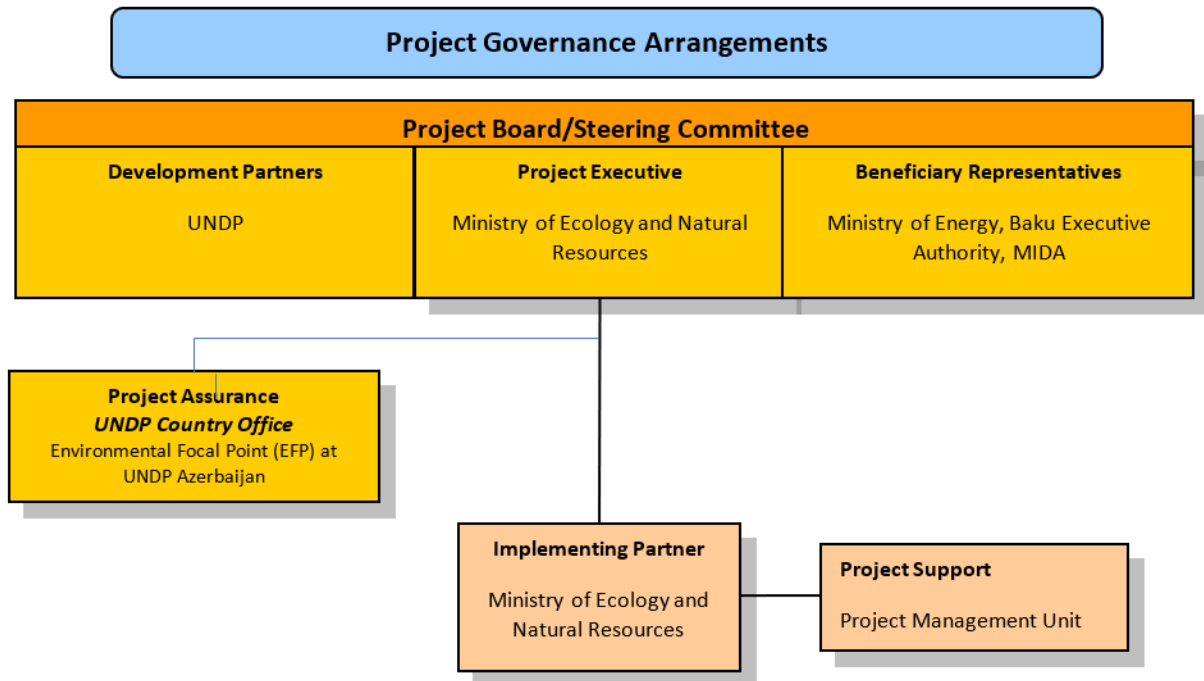 Project Governance Arrangements
Project Board/Steering Committee
Development Partners
UNDP
Project Executive
Ministry of Ecology and Natural
Resources
Beneficiary Representatives
Ministry of Energy, Baku Executive
Authority, MIDA
Project Assurance
UNDP Country Office
Environmental Focal Point (EFP) at
UNDP Azerbaijan
Implementing Partner
Ministry of Ecology and
Natural Resources
Project Support
Project Management Unit